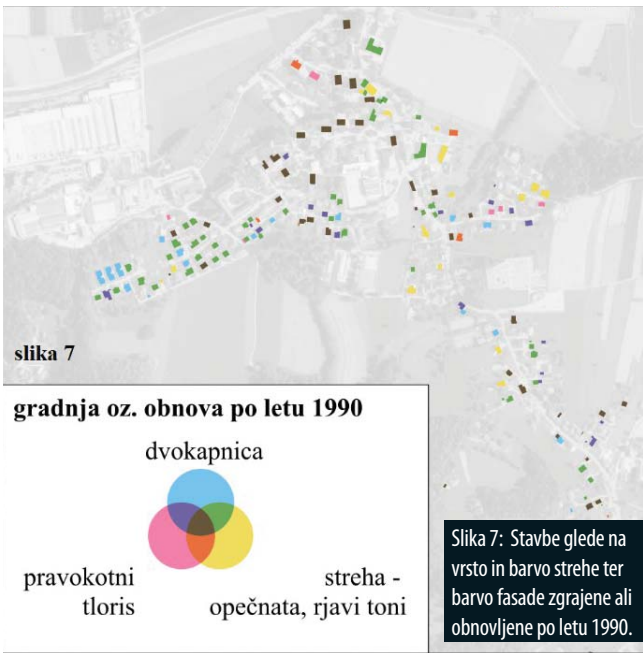 slika 7
gradnja oz. obnova po letu 1990
dvokapnica
pravokotni
tloris
streha -
opečnata, rjavi toni
Slika 7: Stavbe glede na
vrsto in barvo strehe ter
barvo fasade zgrajene ali
obnovljene po letu 1990.